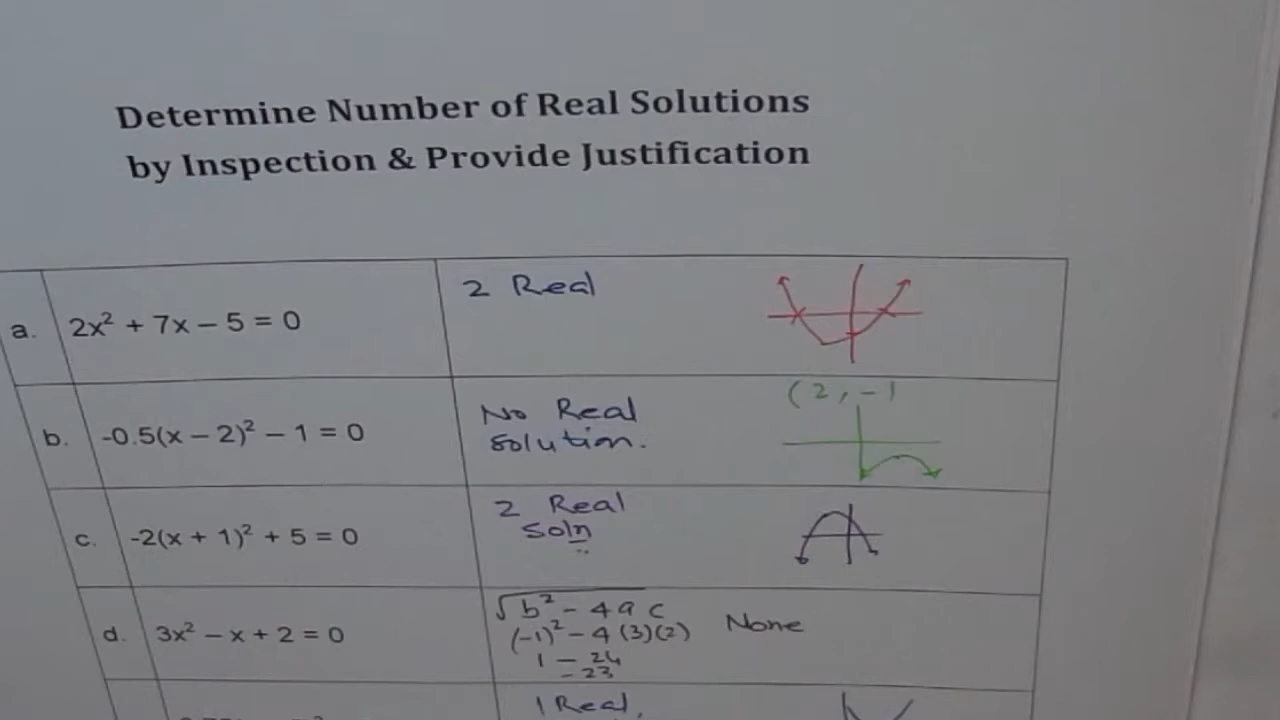 Determine Number of Real Solutions
by Inspection & Provide Justification
a. 2x² + 7x – 5 = 0
2 Real
b. -0.5(x – 2)² – 1 = 0
No Real
solution.
(2, -1
c. -2(x + 1)² + 5 = 0
2 Real
soln
d. 3x² – x + 2 = 0
√b² - 4ac
(-1)² - 4(3)(2)
None
1 - 24
-23
1 Real,